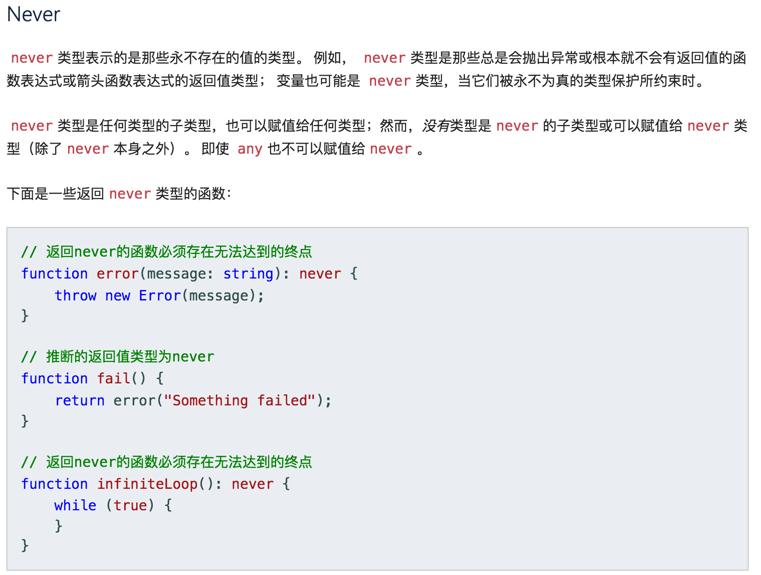 Never
never 类型表示的是那些永不存在的值的类型。 例如， never 类型是那些总是会抛出异常或根本就不会有返回值的函
数表达式或箭头函数表达式的返回值类型； 变量也可能是 never 类型，当它们被永不为真的类型保护所约束时。
never 类型是任何类型的子类型，也可以赋值给任何类型；然而，没有类型是 never 的子类型或可以赋值给 never 类
型（除了 never 本身之外）。 即使 any 也不可以赋值给 never 。
下面是一些返回 never 类型的函数：
// 返回never的函数必须存在无法达到的终点
function error(message: string): never {
    throw new Error(message);
}
// 推断的返回值类型为never
function fail() {
    return error("Something failed");
}
// 返回never的函数必须存在无法达到的终点
function infiniteLoop(): never {
    while (true) {
    }
}